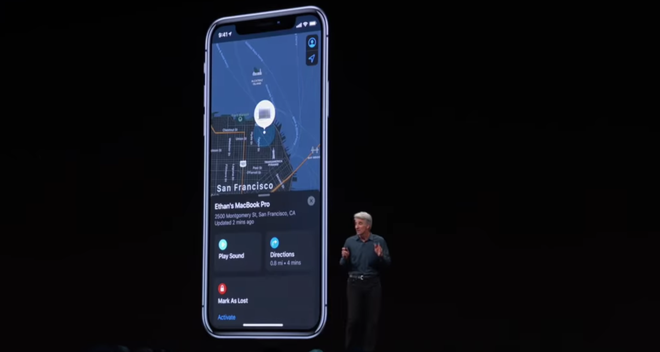 9:41
San Francisco
Ethan's MacBook Pro
2500 Montgomery St, San Francisco, CA
Updated 2 mins ago
Play Sound
Directions
0.8 mi • 4 mins
Mark As Lost
Activate